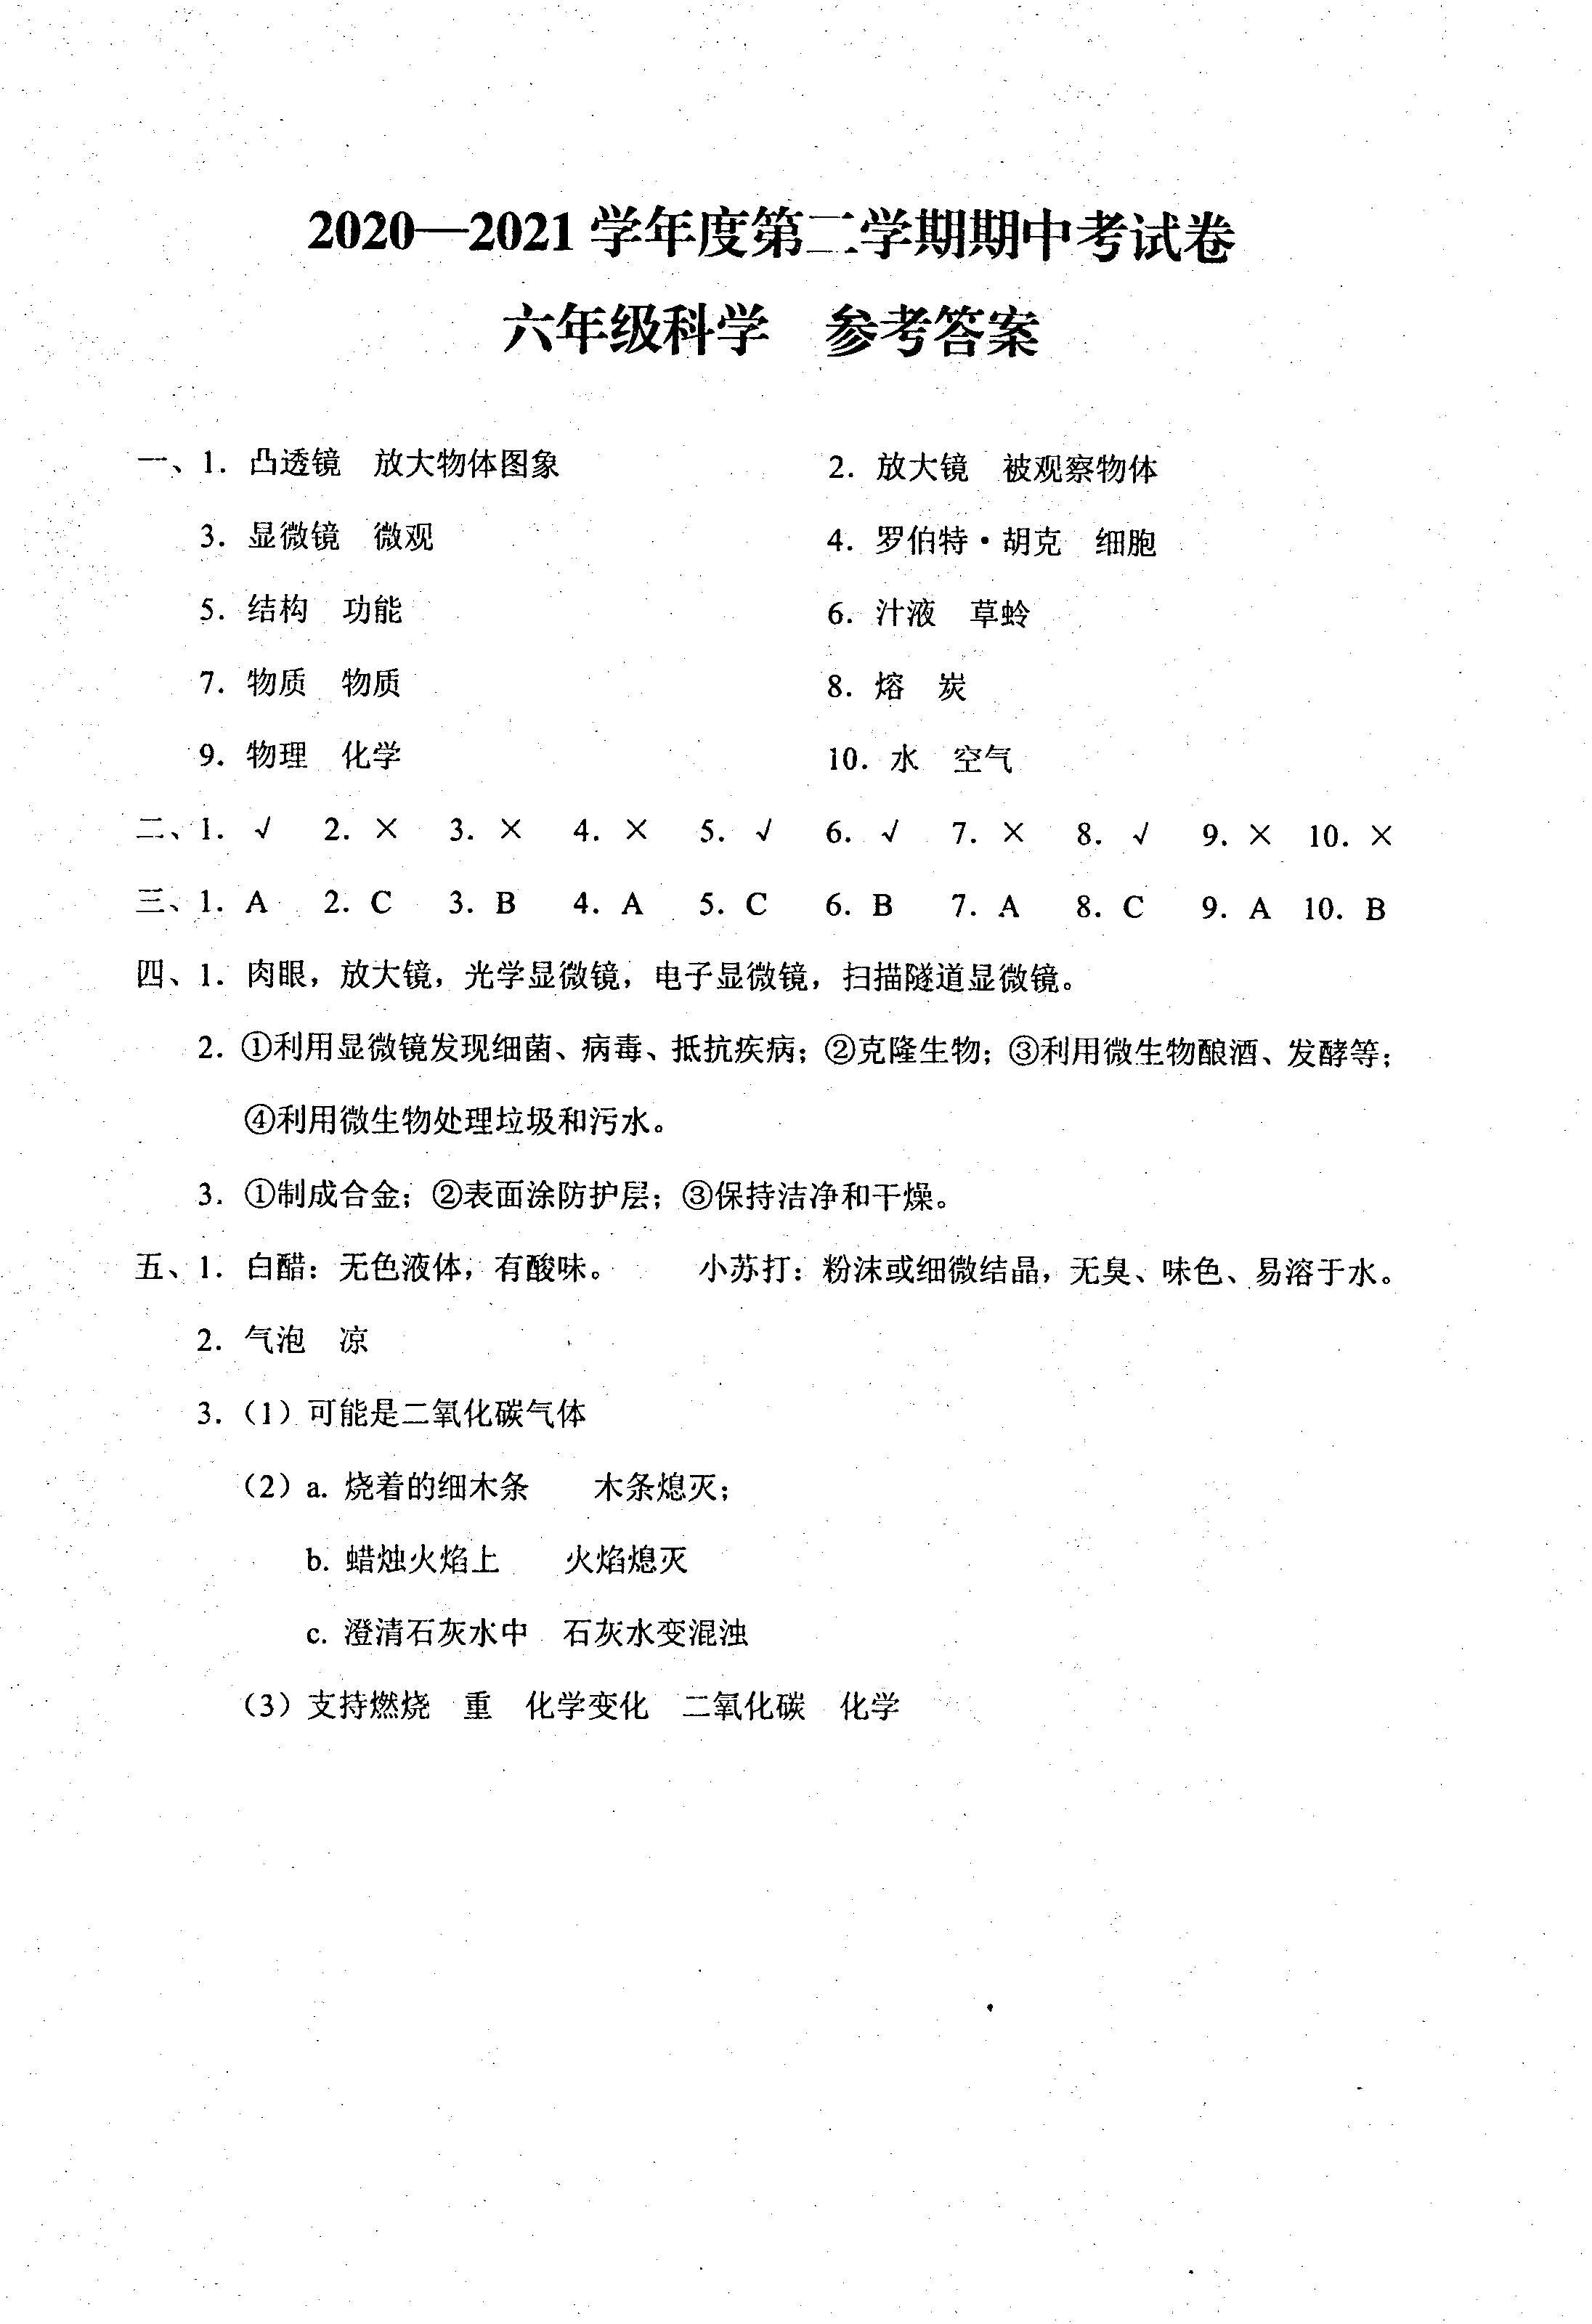 2020—2021 学年度第二学期期中考试卷
六年级科学 参考答案
一、1. 凸透镜 放大物体图象 2. 放大镜 被观察物体
3. 显微镜 微观 4. 罗伯特·胡克 细胞
5. 结构 功能 6. 汁液 草蛉
7. 物质 物质 8. 熔 炭
9. 物理 化学 10. 水 空气
二、1. √ 2. × 3. × 4. × 5. √ 6. √ 7. × 8. √ 9. × 10. ×
三、1. A 2. C 3. B 4. A 5. C 6. B 7. A 8. C 9. A 10. B
四、1. 肉眼，放大镜，光学显微镜，电子显微镜，扫描隧道显微镜。
2. ①利用显微镜发现细菌、病毒、抵抗疾病；②克隆生物；③利用微生物酿酒、发酵等；
④利用微生物处理垃圾和污水。
3. ①制成合金；②表面涂防护层；③保持洁净和干燥。
五、1. 白醋：无色液体，有酸味。 小苏打：粉沫或细微结晶，无臭、味色、易溶于水。
2. 气泡 凉
3.（1）可能是二氧化碳气体
（2）a. 烧着的细木条 木条熄灭；
b. 蜡烛火焰上 火焰熄灭
c. 澄清石灰水中 石灰水变混浊
（3）支持燃烧 重 化学变化 二氧化碳 化学